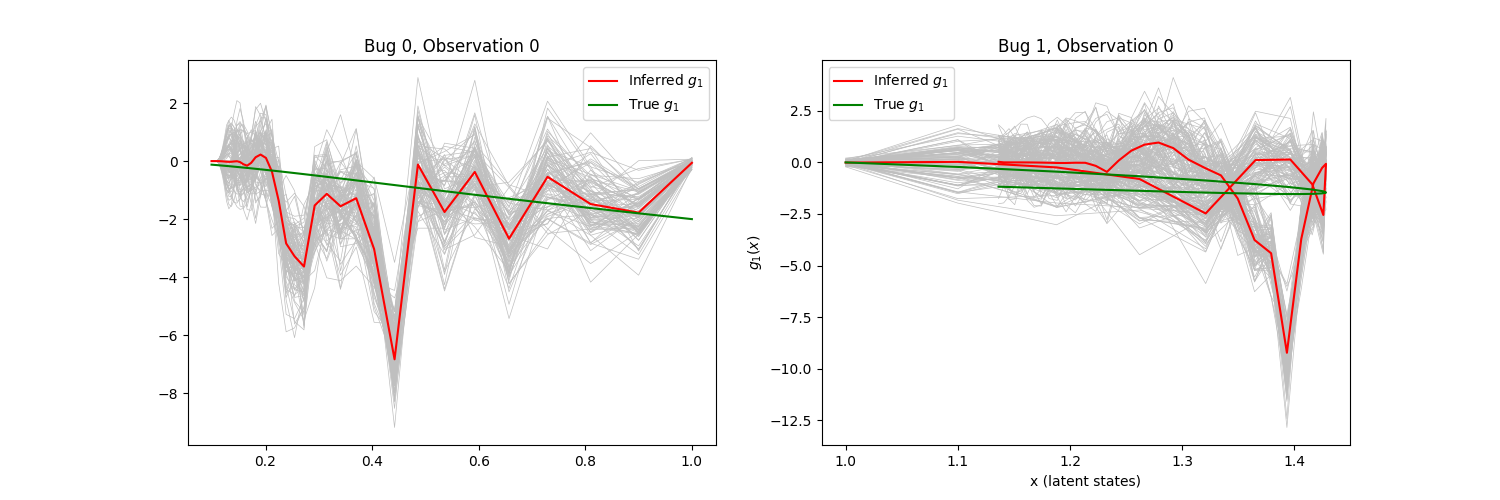 Bug 0, Observation 0
Inferred g₁
True g₁
2
0
−2
−4
−6
−8
0.2
0.4
0.6
0.8
1.0
Bug 1, Observation 0
Inferred g₁
True g₁
g₁(x)
2.5
0.0
−2.5
−5.0
−7.5
−10.0
−12.5
1.0
1.1
1.2
1.3
1.4
x (latent states)